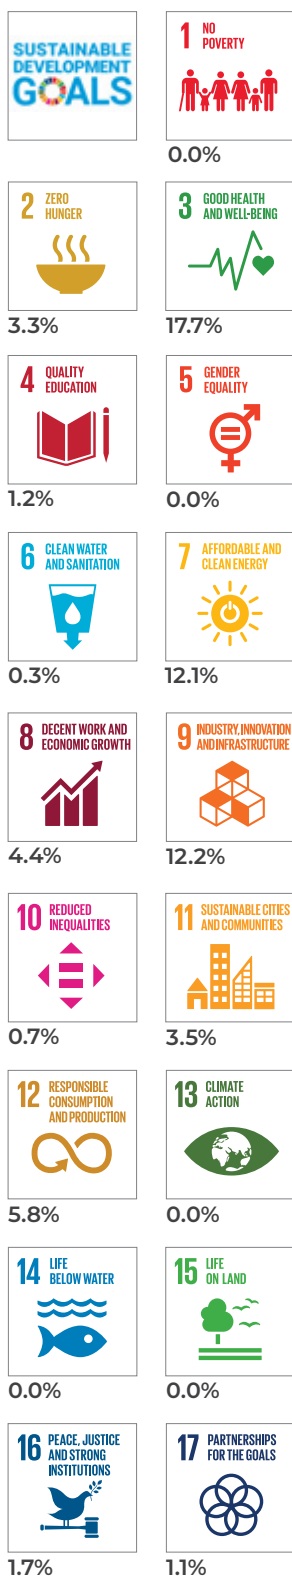 SUSTAINABLE
DEVELOPMENT
GOALS
1 NO
POVERTY
0.0%
2 ZERO
HUNGER
3.3%
3 GOOD HEALTH
AND WELL-BEING
17.7%
4 QUALITY
EDUCATION
1.2%
5 GENDER
EQUALITY
0.0%
6 CLEAN WATER
AND SANITATION
0.3%
7 AFFORDABLE AND
CLEAN ENERGY
12.1%
8 DECENT WORK AND
ECONOMIC GROWTH
4.4%
9 INDUSTRY, INNOVATION
AND INFRASTRUCTURE
12.2%
10 REDUCED
INEQUALITIES
0.7%
11 SUSTAINABLE CITIES
AND COMMUNITIES
3.5%
12 RESPONSIBLE
CONSUMPTION
AND PRODUCTION
5.8%
13 CLIMATE
ACTION
0.0%
14 LIFE
BELOW WATER
0.0%
15 LIFE
ON LAND
0.0%
16 PEACE, JUSTICE
AND STRONG
INSTITUTIONS
1.7%
17 PARTNERSHIPS
FOR THE GOALS
1.1%